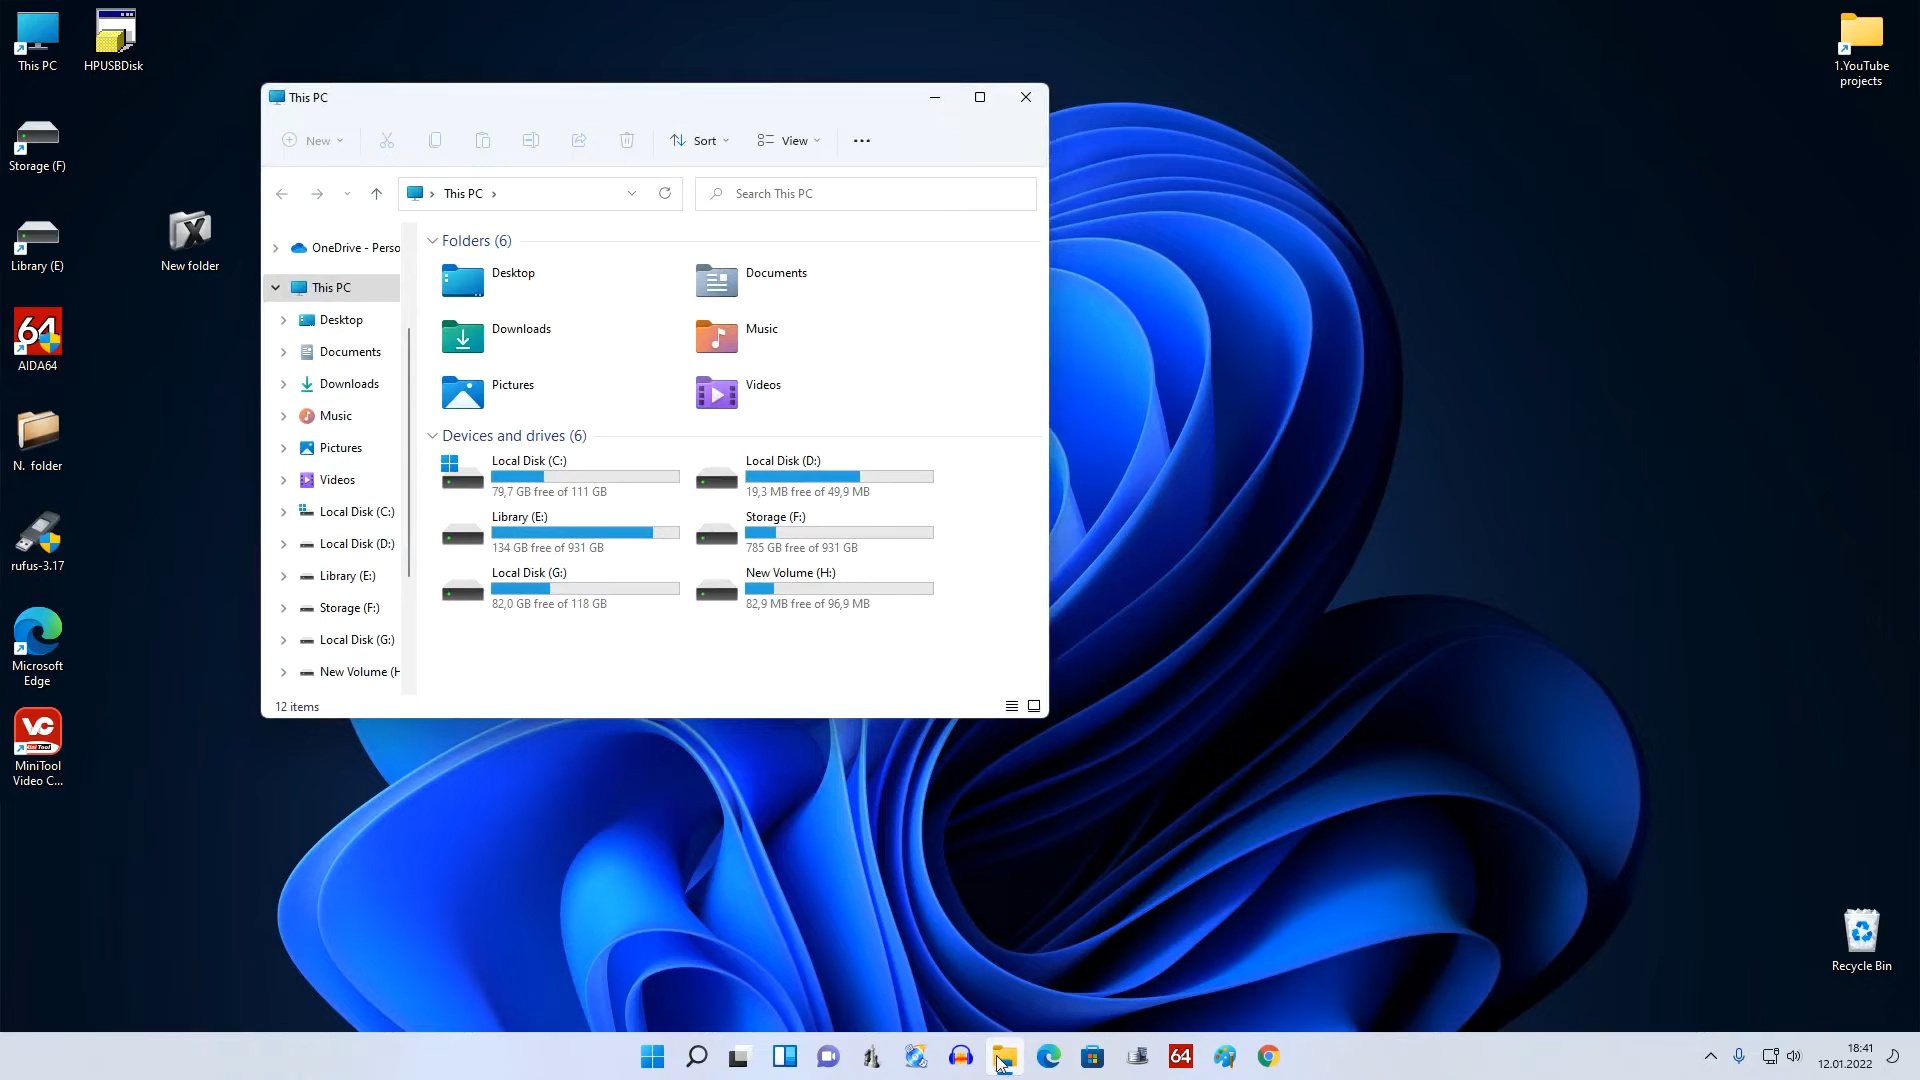 This PC
HPUSBDisk
1.YouTube
projects
Storage (F)
Library (E)
New folder
64
AIDA64
N. folder
rufus-3.17
Microsoft
Edge
VC
MiniTool
MiniTool
Video C...
Recycle Bin
This PC
New
Sort
View
This PC
Search This PC
OneDrive - Perso
This PC
Desktop
Documents
Downloads
Music
Pictures
Videos
Local Disk (C:)
Local Disk (D:)
Library (E:)
Storage (F:)
Local Disk (G:)
New Volume (H
Folders (6)
Desktop
Documents
Downloads
Music
Pictures
Videos
Devices and drives (6)
Local Disk (C:)
79,7 GB free of 111 GB
Local Disk (D:)
19,3 MB free of 49,9 MB
Library (E:)
134 GB free of 931 GB
Storage (F:)
785 GB free of 931 GB
Local Disk (G:)
82,0 GB free of 118 GB
New Volume (H:)
82,9 MB free of 96,9 MB
12 items
64
18:41
12.01.2022